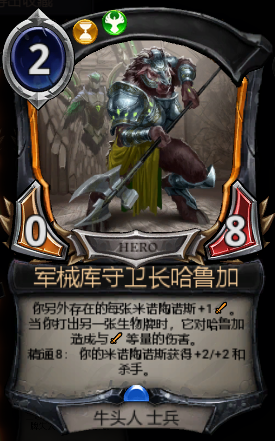 2
0
8
HERO
军械库守卫长哈鲁加
你另外存在的每张米诺陶诺斯 +1 。
当你打出另一张生物牌时，它对哈鲁加
造成与 等量的伤害。
精通 8： 你的米诺陶诺斯获得 +2/+2 和
杀手。
牛头人 士兵